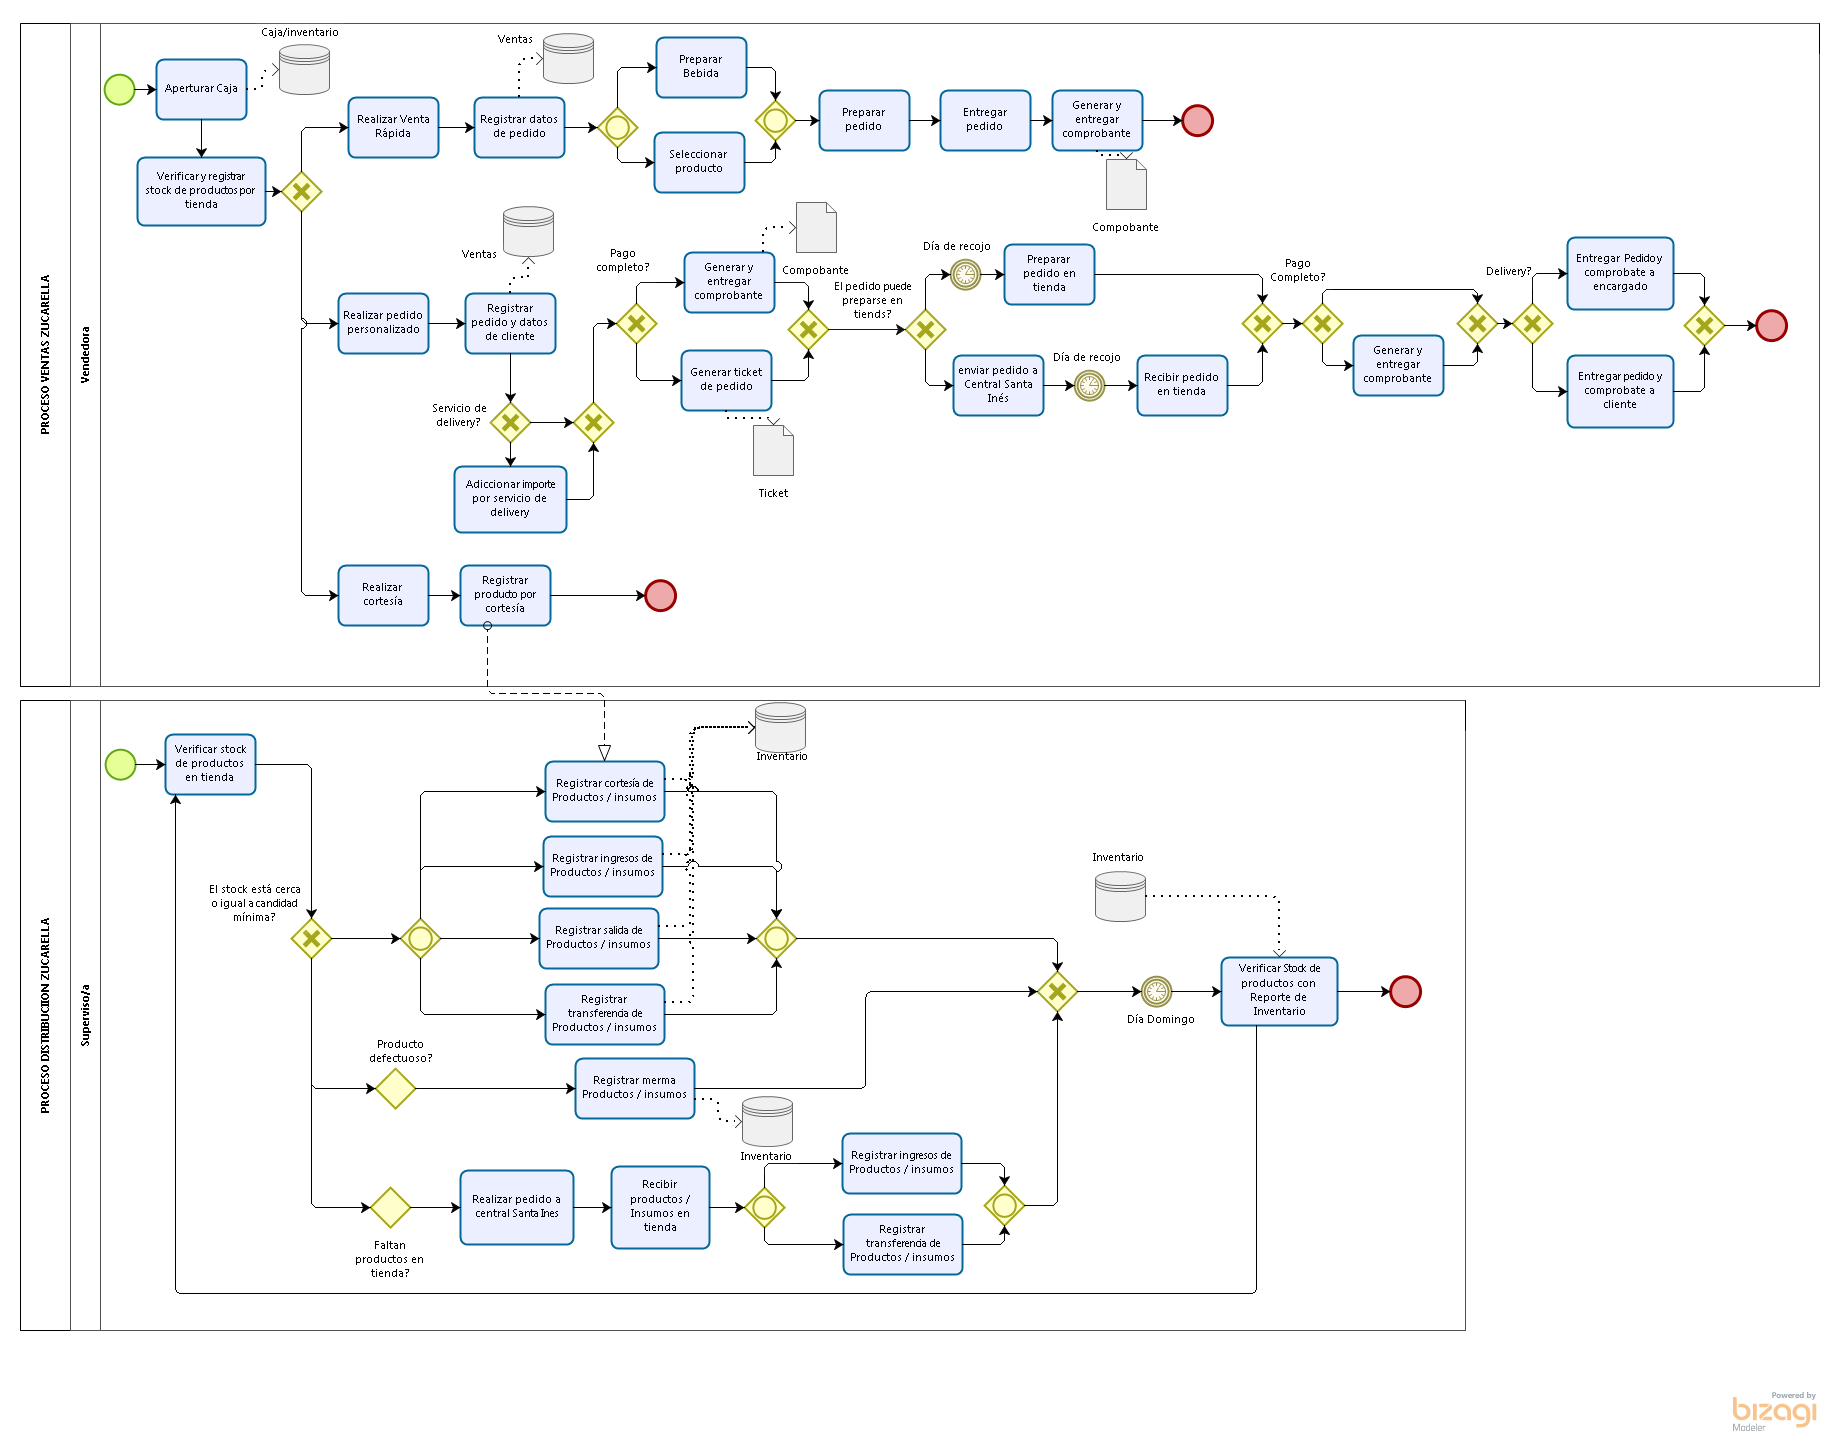 PROCESO VENTAS ZUCARELLA
Vendedora
Caja/inventario
Aperturar Caja
Verificar y registrar
stock de productos por
tienda
Realizar Venta
Rápida
Ventas
Registrar datos
de pedido
Preparar
Bebida
Seleccionar
producto
Preparar
pedido
Entregar
pedido
Generar y
entregar
comprobante
Compobante
Realizar pedido
personalizado
Ventas
Registrar
pedido y datos
de cliente
Servicio de
delivery?
Adiccionar importe
por servicio de
delivery
Pago
completo?
Generar y
entregar
comprobante
Compobante
Generar ticket
de pedido
Ticket
El pedido puede
preparse en
tiends?
Día de recojo
Preparar
pedido en
tienda
enviar pedido a
Central Santa
Inés
Día de recojo
Recibir pedido
en tienda
Pago
Completo?
Generar y
entregar
comprobante
Delivery?
Entregar Pedido y
comprobate a
encargado
Entregar pedido y
comprobate a
cliente
Realizar
cortesía
Registrar
producto por
cortesía
PROCESO DISTRIBUCIION ZUCARELLA
Superviso/a
Verificar stock
de productos
en tienda
El stock está cerca
o igual a candidad
mínima?
Registrar cortesía de
Productos / insumos
Registrar ingresos de
Productos / insumos
Registrar salida de
Productos / insumos
Registrar
transferencia de
Productos / insumos
Inventario
Producto
defectuoso?
Registrar merma
Productos / insumos
Inventario
Faltan
productos en
tienda?
Realizar pedido a
central Santa Ines
Recibir
productos /
Insumos en
tienda
Registrar ingresos de
Productos / insumos
Registrar
transferencia de
Productos / insumos
Día Domingo
Inventario
Verificar Stock de
productos con
Reporte de
Inventario
Powered by
bizagi
Modeler